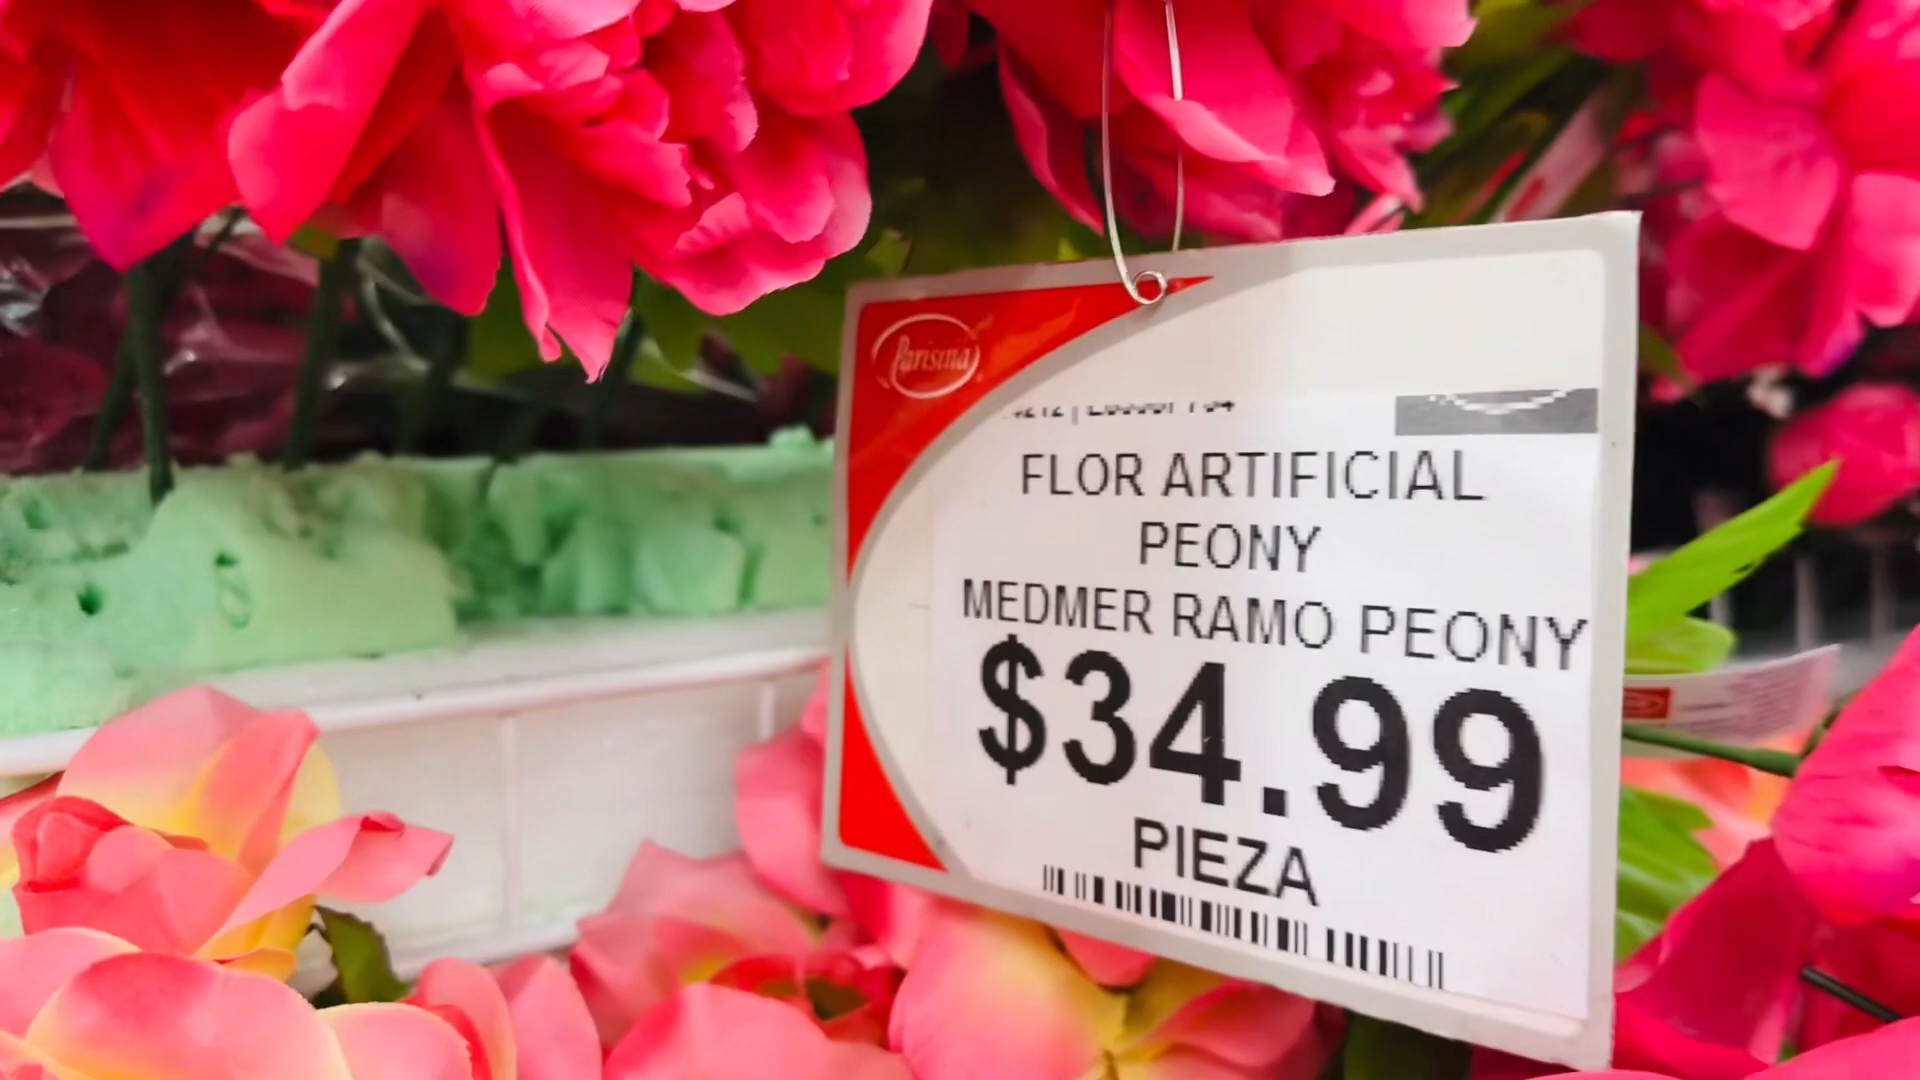 Parisina
FLOR ARTIFICIAL
PEONY
MEDMER RAMO PEONY
$34.99
PIEZA